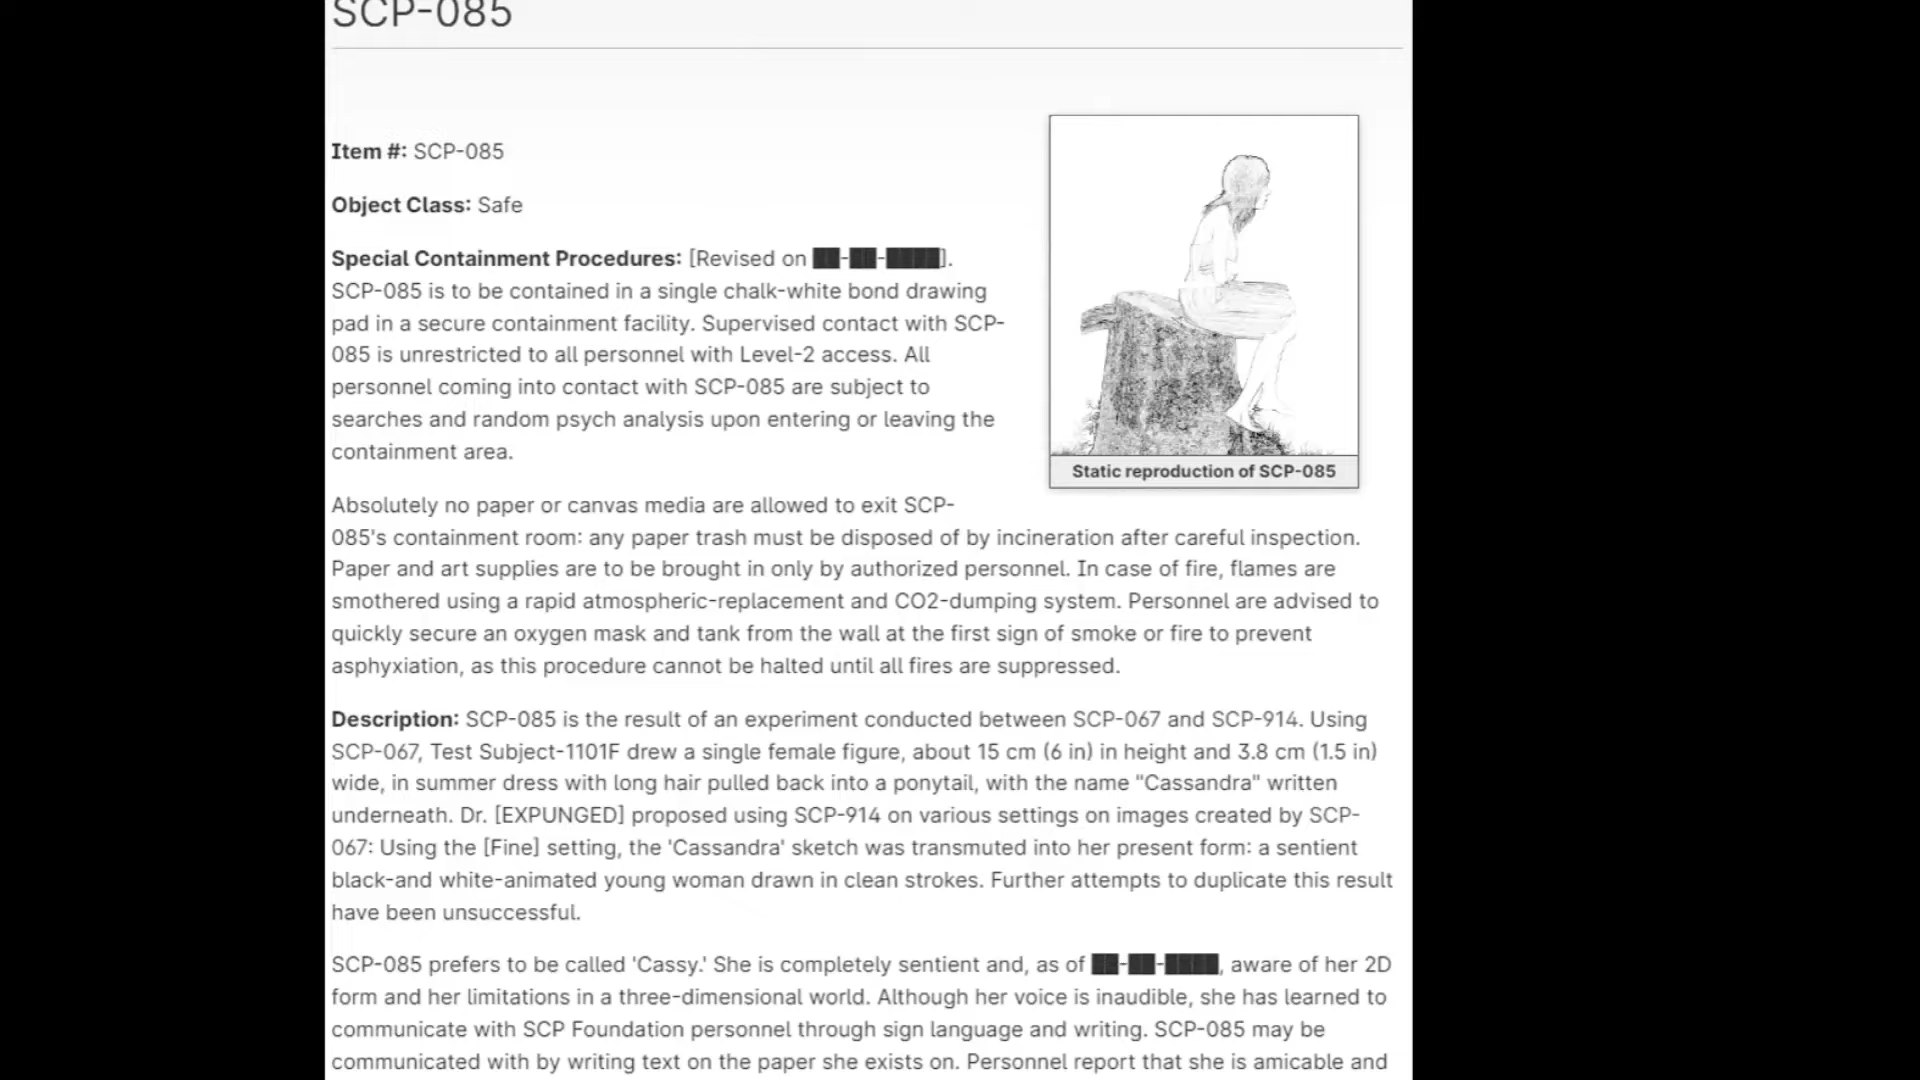 SCP-085
Item #: SCP-085
Object Class: Safe
Special Containment Procedures: [Revised on ██-██-████].
SCP-085 is to be contained in a single chalk-white bond drawing
pad in a secure containment facility. Supervised contact with SCP-
085 is unrestricted to all personnel with Level-2 access. All
personnel coming into contact with SCP-085 are subject to
searches and random psych analysis upon entering or leaving the
containment area.
Static reproduction of SCP-085
Absolutely no paper or canvas media are allowed to exit SCP-
085's containment room: any paper trash must be disposed of by incineration after careful inspection.
Paper and art supplies are to be brought in only by authorized personnel. In case of fire, flames are
smothered using a rapid atmospheric-replacement and CO2-dumping system. Personnel are advised to
quickly secure an oxygen mask and tank from the wall at the first sign of smoke or fire to prevent
asphyxiation, as this procedure cannot be halted until all fires are suppressed.
Description: SCP-085 is the result of an experiment conducted between SCP-067 and SCP-914. Using
SCP-067, Test Subject-1101F drew a single female figure, about 15 cm (6 in) in height and 3.8 cm (1.5 in)
wide, in summer dress with long hair pulled back into a ponytail, with the name "Cassandra" written
underneath. Dr. [EXPUNGED] proposed using SCP-914 on various settings on images created by SCP-
067: Using the [Fine] setting, the 'Cassandra' sketch was transmuted into her present form: a sentient
black-and white-animated young woman drawn in clean strokes. Further attempts to duplicate this result
have been unsuccessful.
SCP-085 prefers to be called 'Cassy.' She is completely sentient and, as of ██-██-████, aware of her 2D
form and her limitations in a three-dimensional world. Although her voice is inaudible, she has learned to
communicate with SCP Foundation personnel through sign language and writing. SCP-085 may be
communicated with by writing text on the paper she exists on. Personnel report that she is amicable and